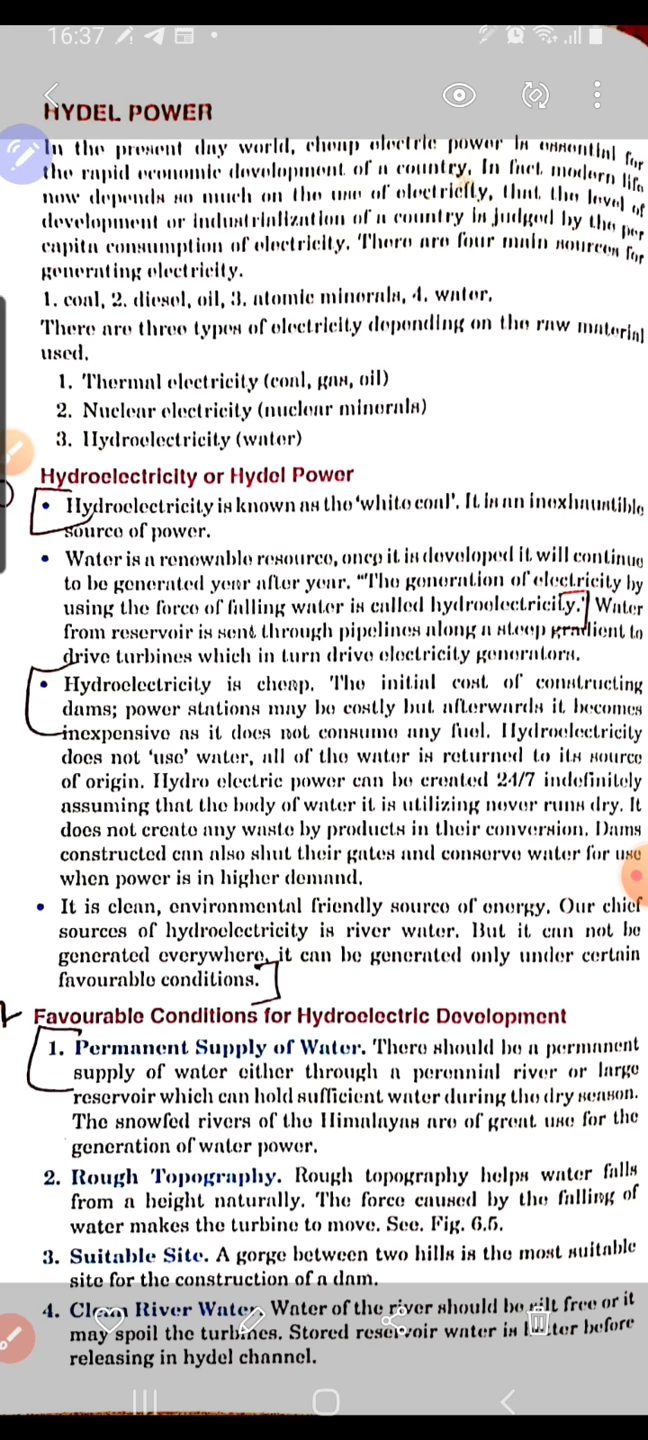 16:37
HYDEL POWER
In the present day world, cheap electric power is essential for
the rapid economic development of a country. In fact modern life
now depends so much on the use of electricity, that the level of
development or industrialization of a country is judged by the per
capita consumption of electricity. There are four main sources for
generating electricity.
1. coal, 2. diesel, oil, 3. atomic minerals, 4. water.
There are three types of electricity depending on the raw material
used.
1. Thermal electricity (coal, gas, oil)
2. Nuclear electricity (nuclear minerals)
3. Hydroelectricity (water)
Hydroelectricity or Hydel Power
• Hydroelectricity is known as the 'white coal'. It is an inexhaustible
source of power.
• Water is a renewable resource, once it is developed it will continue
to be generated year after year. "The generation of electricity by
using the force of falling water is called hydroelectricity." Water
from reservoir is sent through pipelines along a steep gradient to
drive turbines which in turn drive electricity generators.
• Hydroelectricity is cheap. The initial cost of constructing
dams; power stations may be costly but afterwards it becomes
inexpensive as it does not consume any fuel. Hydroelectricity
does not 'use' water, all of the water is returned to its source
of origin. Hydro electric power can be created 24/7 indefinitely
assuming that the body of water it is utilizing never runs dry. It
does not create any waste by products in their conversion. Dams
constructed can also shut their gates and conserve water for use
when power is in higher demand.
• It is clean, environmental friendly source of energy. Our chief
sources of hydroelectricity is river water. But it can not be
generated everywhere, it can be generated only under certain
favourable conditions.
Favourable Conditions for Hydroelectric Development
1. Permanent Supply of Water. There should be a permanent
supply of water either through a perennial river or large
reservoir which can hold sufficient water during the dry season.
The snowfed rivers of the Himalayas are of great use for the
generation of water power.
2. Rough Topography. Rough topography helps water falls
from a height naturally. The force caused by the falling of
water makes the turbine to move. See. Fig. 6.5.
3. Suitable Site. A gorge between two hills is the most suitable
site for the construction of a dam.
4. Clean River Water. Water of the river should be silt free or it
may spoil the turbines. Stored reservoir water is better before
releasing in hydel channel.